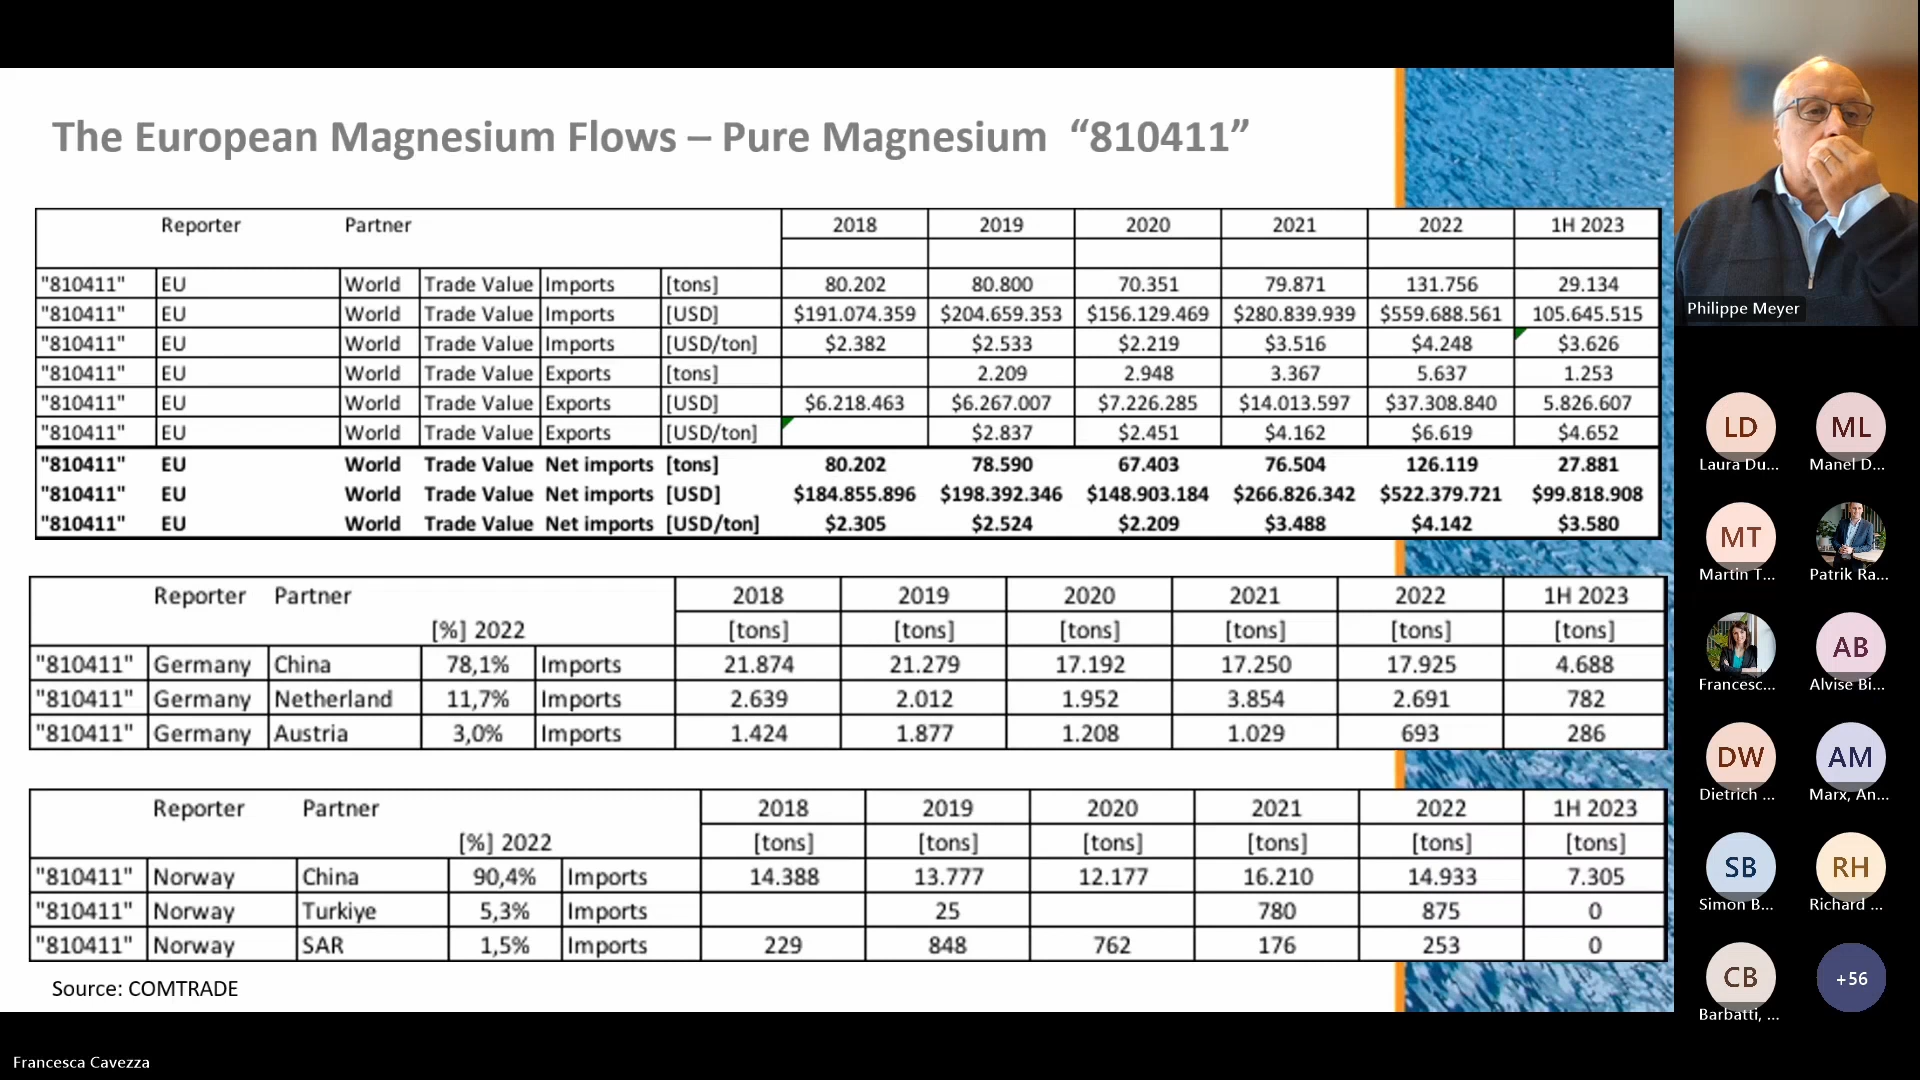 The European Magnesium Flows – Pure Magnesium “810411”
Reporter Partner 2018 2019 2020 2021 2022 1H 2023
"810411" EU World Trade Value Imports [tons] 80.202 80.800 70.351 79.871 131.756 29.134
"810411" EU World Trade Value Imports [USD] $191.074.359 $204.659.353 $156.129.469 $280.839.939 $559.688.561 105.645.515
"810411" EU World Trade Value Imports [USD/ton] $2.382 $2.533 $2.219 $3.516 $4.248 $3.626
"810411" EU World Trade Value Exports [tons] 2.209 2.948 3.367 5.637 1.253
"810411" EU World Trade Value Exports [USD] $6.218.463 $6.267.007 $7.226.285 $14.013.597 $37.308.840 5.826.607
"810411" EU World Trade Value Exports [USD/ton] $2.837 $2.451 $4.162 $6.619 $4.652
"810411" EU World Trade Value Net imports [tons] 80.202 78.590 67.403 76.504 126.119 27.881
"810411" EU World Trade Value Net imports [USD] $184.855.896 $198.392.346 $148.903.184 $266.826.342 $522.379.721 $99.818.908
"810411" EU World Trade Value Net imports [USD/ton] $2.305 $2.524 $2.209 $3.488 $4.142 $3.580
Reporter Partner 2018 2019 2020 2021 2022 1H 2023
[%] 2022 [tons] [tons] [tons] [tons] [tons] [tons]
"810411" Germany China 78,1% Imports 21.874 21.279 17.192 17.250 17.925 4.688
"810411" Germany Netherland 11,7% Imports 2.639 2.012 1.952 3.854 2.691 782
"810411" Germany Austria 3,0% Imports 1.424 1.877 1.208 1.029 693 286
Reporter Partner 2018 2019 2020 2021 2022 1H 2023
[%] 2022 [tons] [tons] [tons] [tons] [tons] [tons]
"810411" Norway China 90,4% Imports 14.388 13.777 12.177 16.210 14.933 7.305
"810411" Norway Turkiye 5,3% Imports 25 780 875 0
"810411" Norway SAR 1,5% Imports 229 848 762 176 253 0
Source: COMTRADE
Francesca Cavezza
Philippe Meyer
LD ML
Laura Du... Manel D...
MT
Martin T... Patrik Ra...
AB
Francesc... Alvise Bi...
DW AM
Dietrich ... Marx, An...
SB RH
Simon B... Richard ...
CB +56
Barbatti, ...